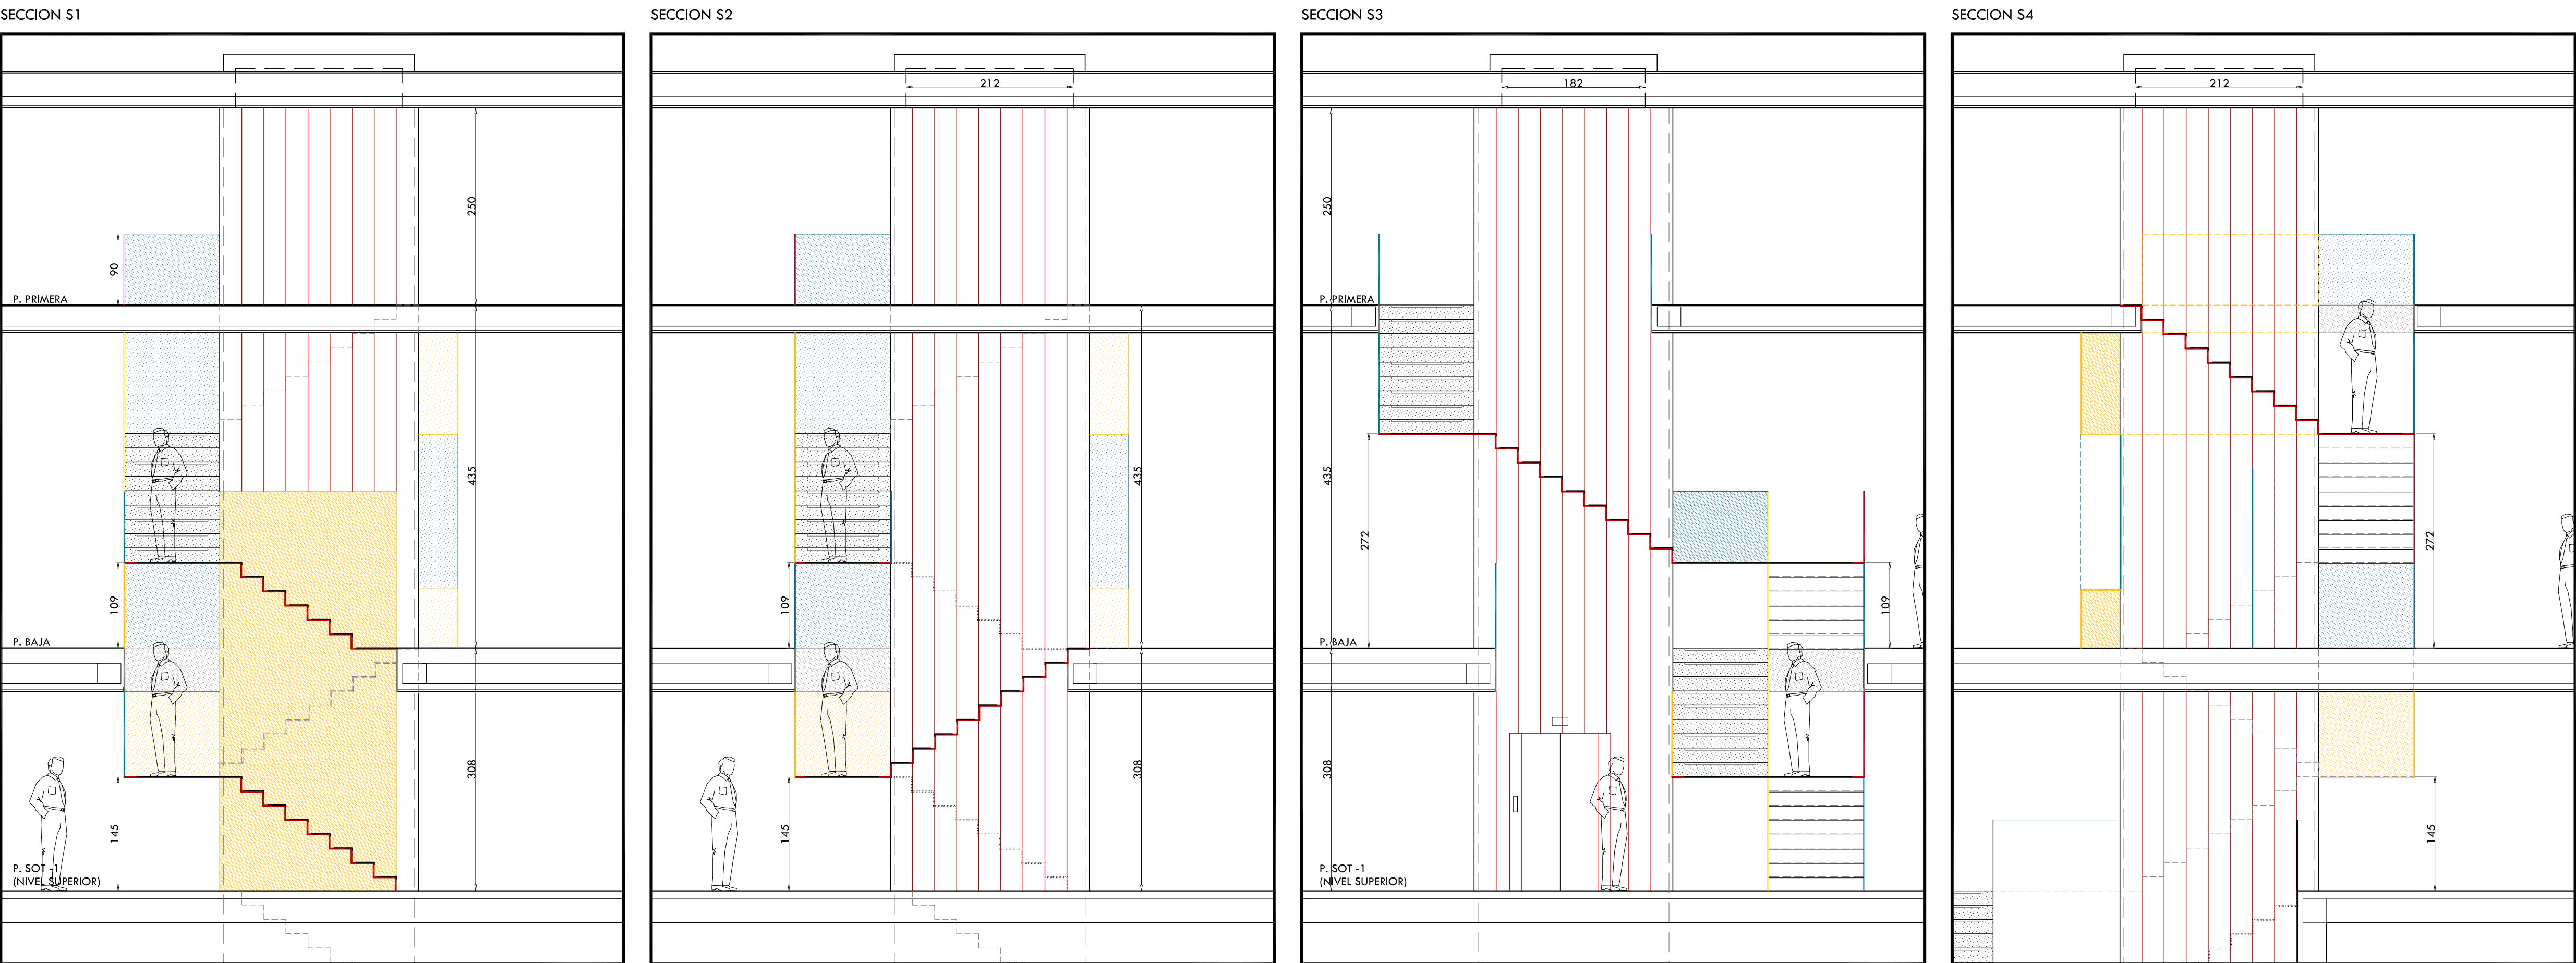 SECCION S1
250
90
P. PRIMERA
435
109
P. BAJA
308
145
P. SOT -1
(NIVEL SUPERIOR)
SECCION S2
212
435
109
308
145
SECCION S3
182
250
P. PRIMERA
435
272
109
P. BAJA
308
P. SOT -1
(NIVEL SUPERIOR)
SECCION S4
212
272
145